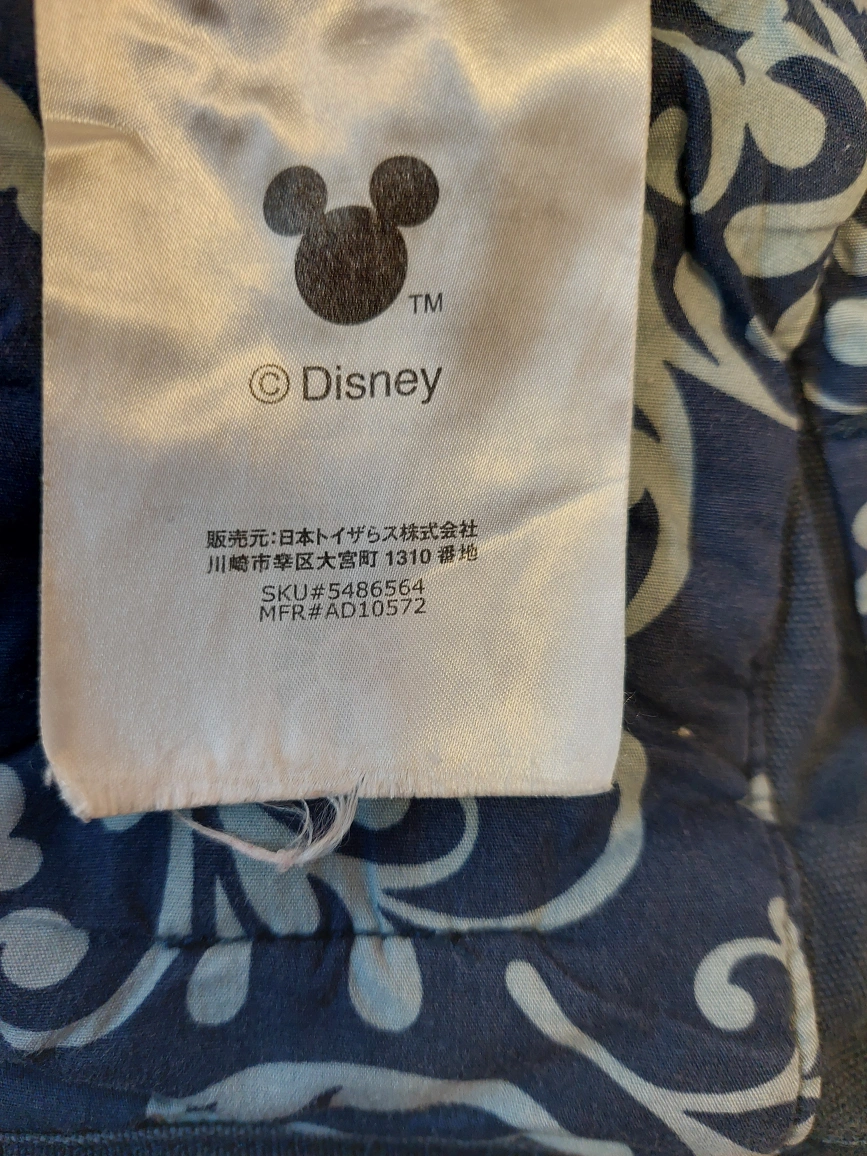 TM
© Disney
販売元:日本トイザらス株式会社
川崎市幸区大宮町 1310 番地
SKU#5486564
MFR#AD10572